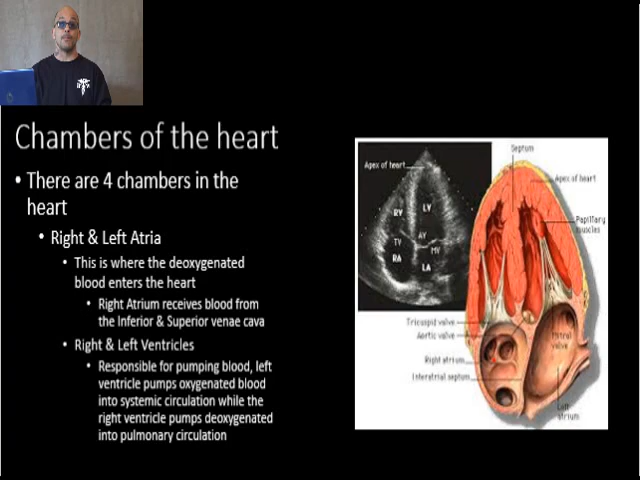 Chambers of the heart
• There are 4 chambers in the
heart
• Right & Left Atria
• This is where the deoxygenated
blood enters the heart
• Right Atrium receives blood from
the Inferior & Superior venae cava
• Right & Left Ventricles
• Responsible for pumping blood, left
ventricle pumps oxygenated blood
into systemic circulation while the
right ventricle pumps deoxygenated
into pulmonary circulation
Septum
Apex of heart
Apex of heart
Papillary
muscles
RV
LV
TV
AV
MV
RA
LA
Tricuspid valve
Aortic valve
Mitral
valve
Right atrium
Interatrial septum
Left
atrium